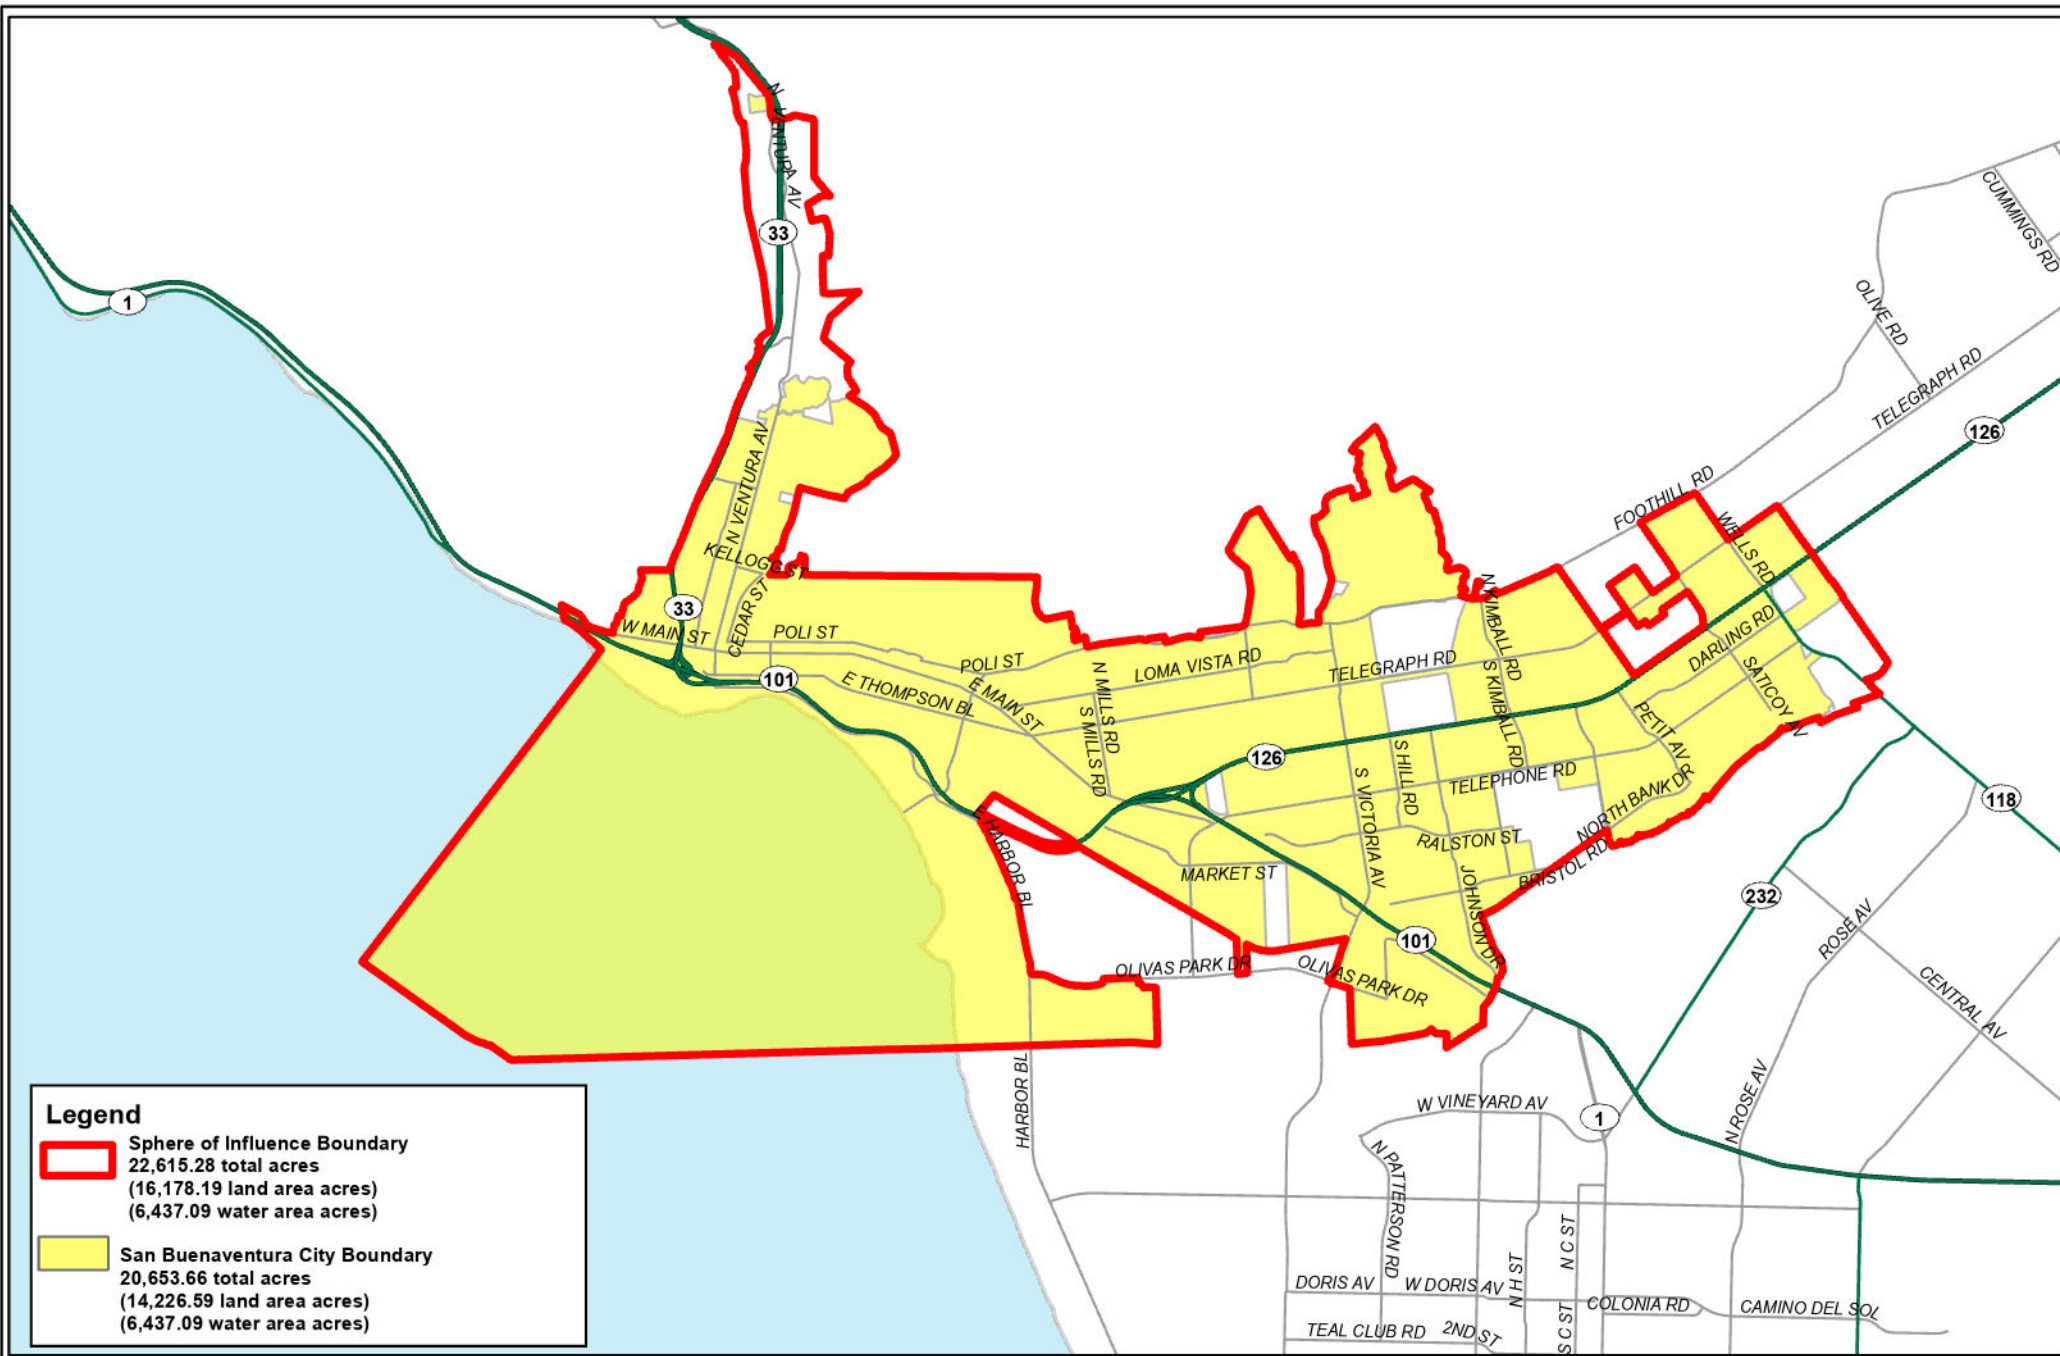 N VENTURA AV
33
1
CUMMINGS RD
OLIVE RD
TELEGRAPH RD
126
FOOTHILL RD
WELLS RD
N VENTURA AV
KELLOGG ST
CEDAR ST
33
W MAIN ST
POLI ST
POLI ST
101
E THOMPSON BL
E MAIN ST
N MILLS RD
S MILLS RD
LOMA VISTA RD
TELEGRAPH RD
N KIMBALL RD
S KIMBALL RD
DARLING RD
SATICOY AV
PETIT AV
126
S VICTORIA AV
S HILL RD
TELEPHONE RD
NORTH BANK DR
118
E HARBOR BL
RALSTON ST
MARKET ST
BRISTOL RD
JOHNSON DR
232
ROSE AV
101
OLIVAS PARK DR
OLIVAS PARK DR
CENTRAL AV
HARBOR BL
W VINEYARD AV
1
N ROSE AV
N PATTERSON RD
N H ST
N C ST
DORIS AV
W DORIS AV
COLONIA RD
CAMINO DEL SOL
TEAL CLUB RD
2ND ST
S C ST
Legend
Sphere of Influence Boundary
22,615.28 total acres
(16,178.19 land area acres)
(6,437.09 water area acres)
San Buenaventura City Boundary
20,653.66 total acres
(14,226.59 land area acres)
(6,437.09 water area acres)